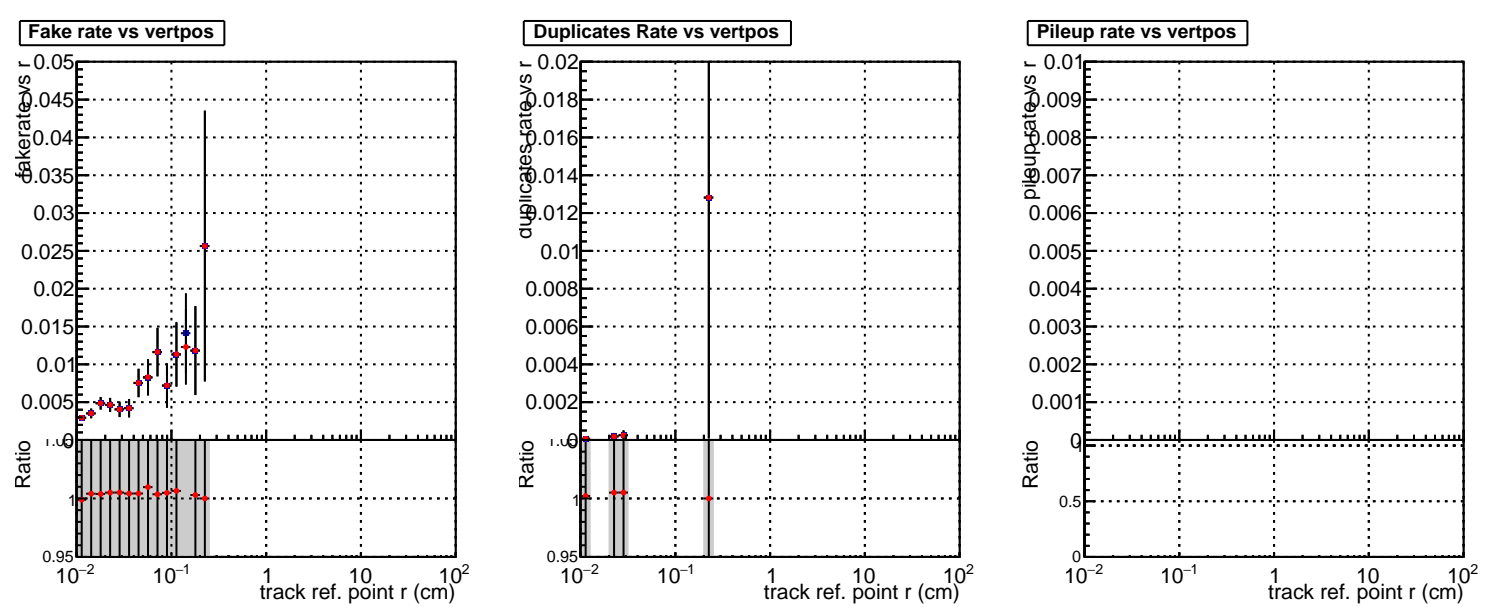 Fake rate vs vertpos
fakerate vs r
0.05
0.045
0.04
0.035
0.03
0.025
0.02
0.015
0.01
0.005
0
Ratio
1
0.95
10−2 10−1 1 10 102
track ref. point r (cm)
Duplicates Rate vs vertpos
duplicates rate vs r
0.02
0.018
0.016
0.014
0.012
0.01
0.008
0.006
0.004
0.002
0
Ratio
1
0.95
10−2 10−1 1 10 102
track ref. point r (cm)
Pileup rate vs vertpos
pileup rate vs r
0.01
0.009
0.008
0.007
0.006
0.005
0.004
0.003
0.002
0.001
0
Ratio
1
0.5
0
10−2 10−1 1 10 102
track ref. point r (cm)